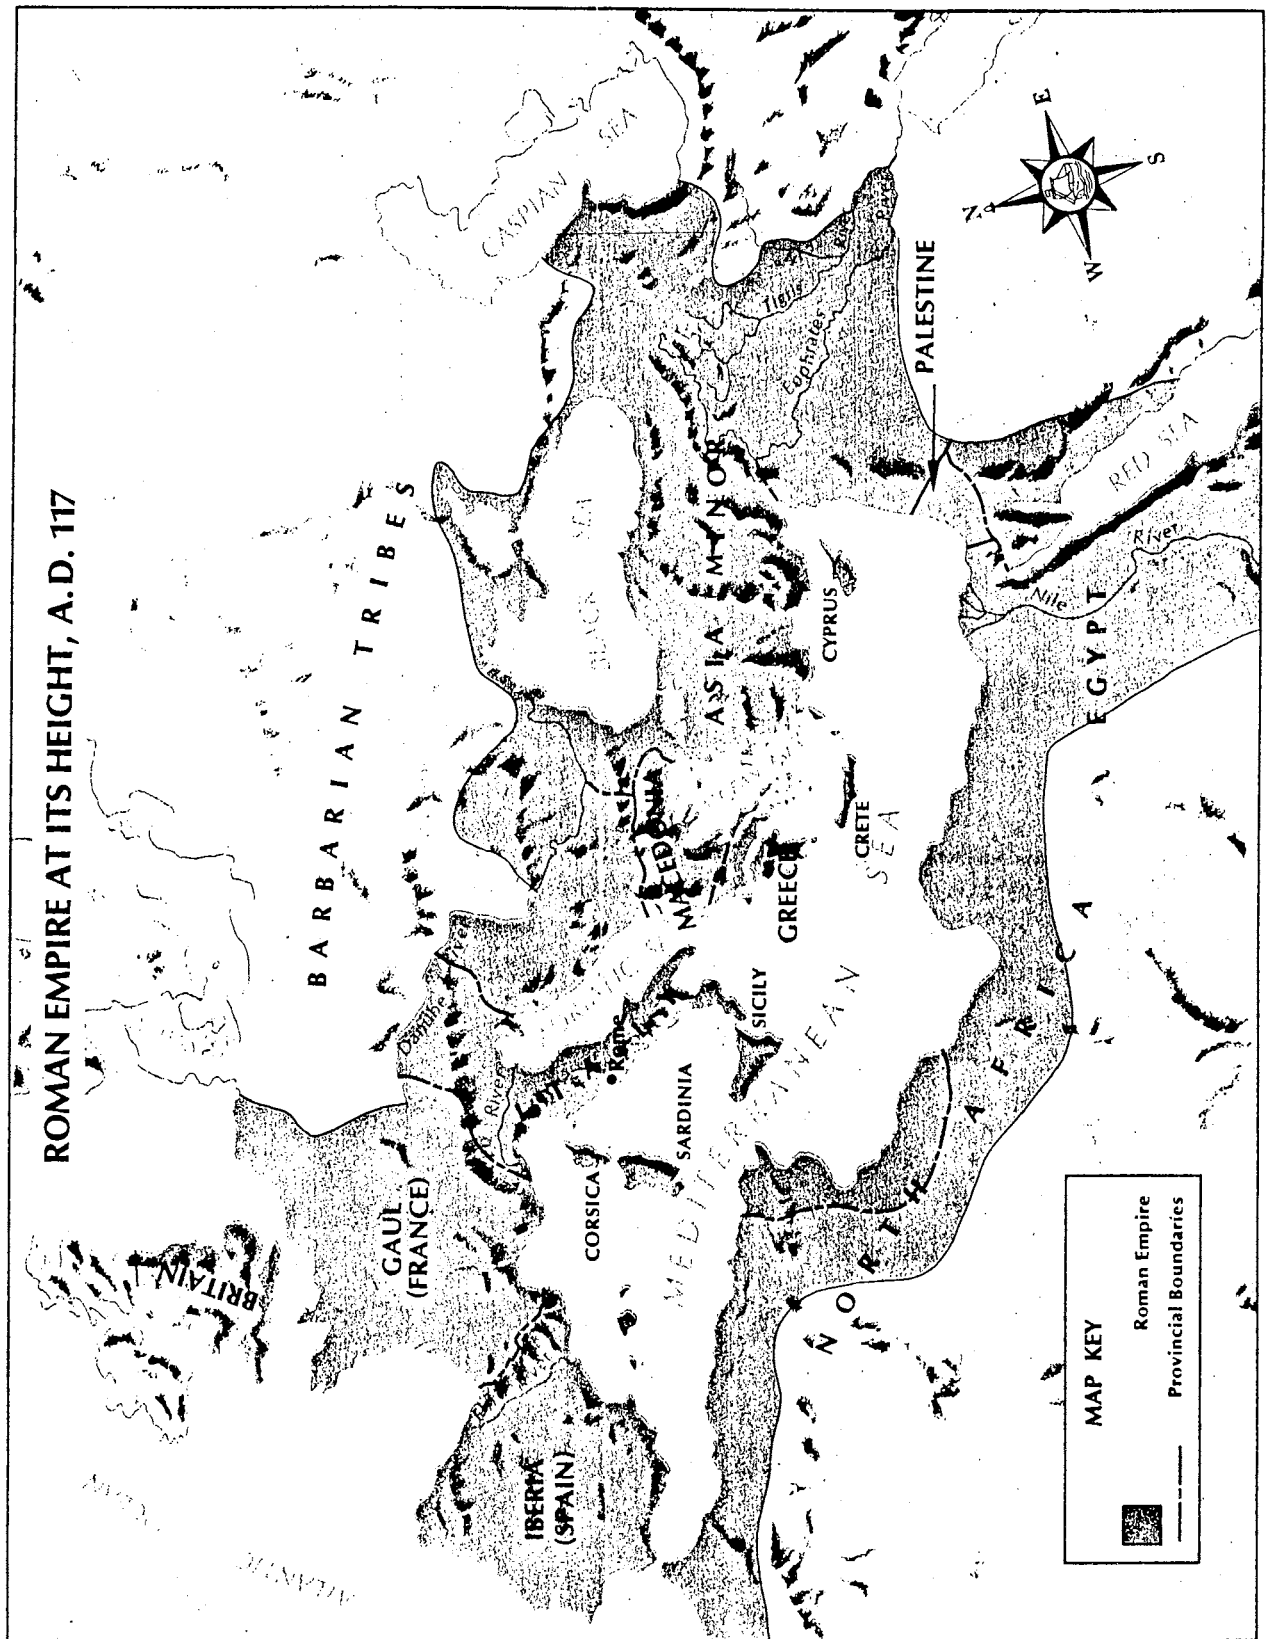 ROMAN EMPIRE AT ITS HEIGHT, A.D. 117
BARBARIAN TRIBES
BRITAIN
ATLANTIC
GAUL
(FRANCE)
IBERIA
(SPAIN)
CORSICA
SARDINIA
SICILY
Rome
River
Danube River
MACEDONIA
GREECE
CRETE
CYPRUS
MEDITERRANEAN
SEA
BLACK SEA
CASPIAN SEA
ASIA MINOR
Tigris
River
Euphrates
PALESTINE
RED SEA
Nile River
EGYPT
NORTH AFRICA
N
E
S
W
MAP KEY
Roman Empire
Provincial Boundaries